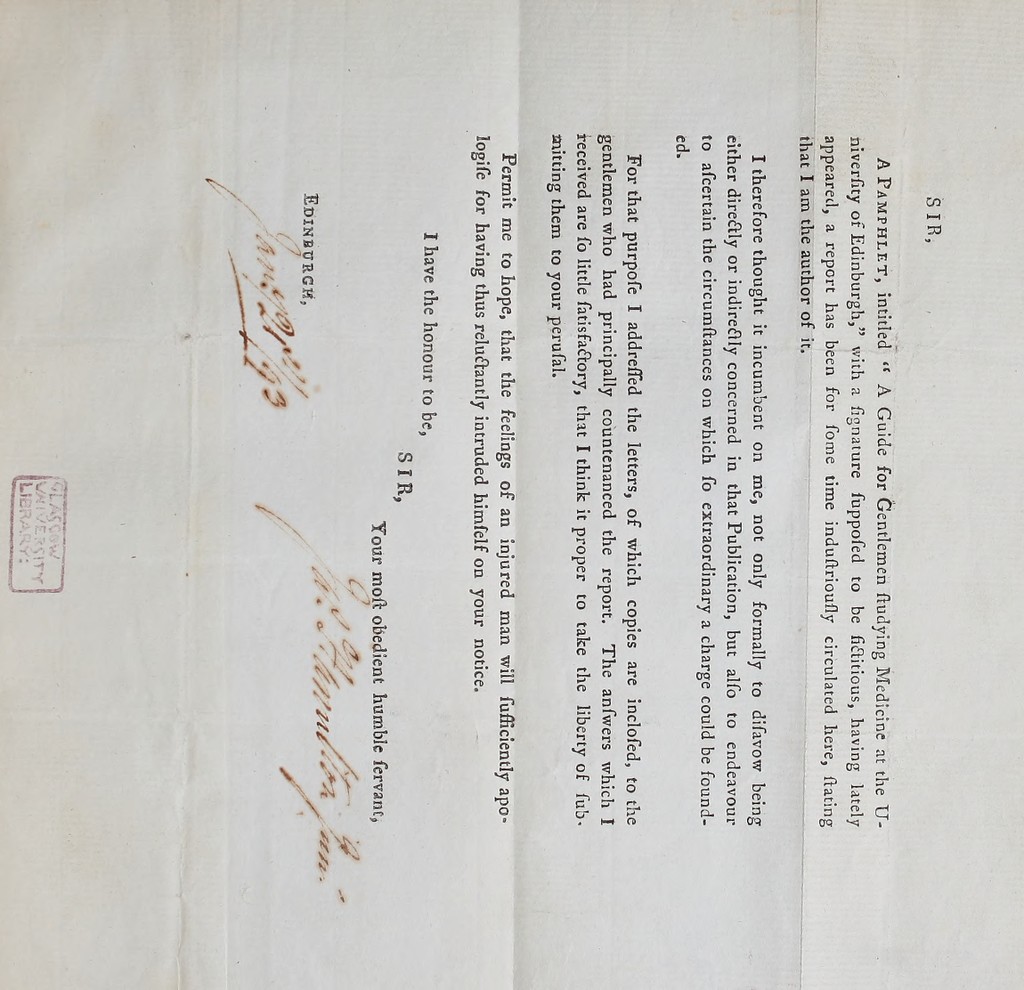 SIR,
A PAMPHLET, intitled “ A Guide for Gentlemen ſtudying Medicine at the U-
niverſity of Edinburgh,” with a ſignature ſuppoſed to be fictitious, having lately
appeared, a report has been for ſome time induſtriouſly circulated here, ſtating
that I am the author of it.
I therefore thought it incumbent on me, not only formally to diſavow being
either directly or indirectly concerned in that Publication, but alſo to endeavour
to aſcertain the circumſtances on which ſo extraordinary a charge could be found-
ed.
For that purpoſe I addreſſed the letters, of which copies are incloſed, to the
gentlemen who had principally countenanced the report. The anſwers which I
received are ſo little ſatisfactory, that I think it proper to take the liberty of ſub-
mitting them to your peruſal.
Permit me to hope, that the feelings of an injured man will ſufficiently apo-
logiſe for having thus reluctantly intruded himſelf on your notice.
I have the honour to be,
SIR,
Your moſt obedient humble ſervant,
EDINBURGH,
Hamilton jun.
93
GLASGOW
UNIVERSITY
LIBRARY: